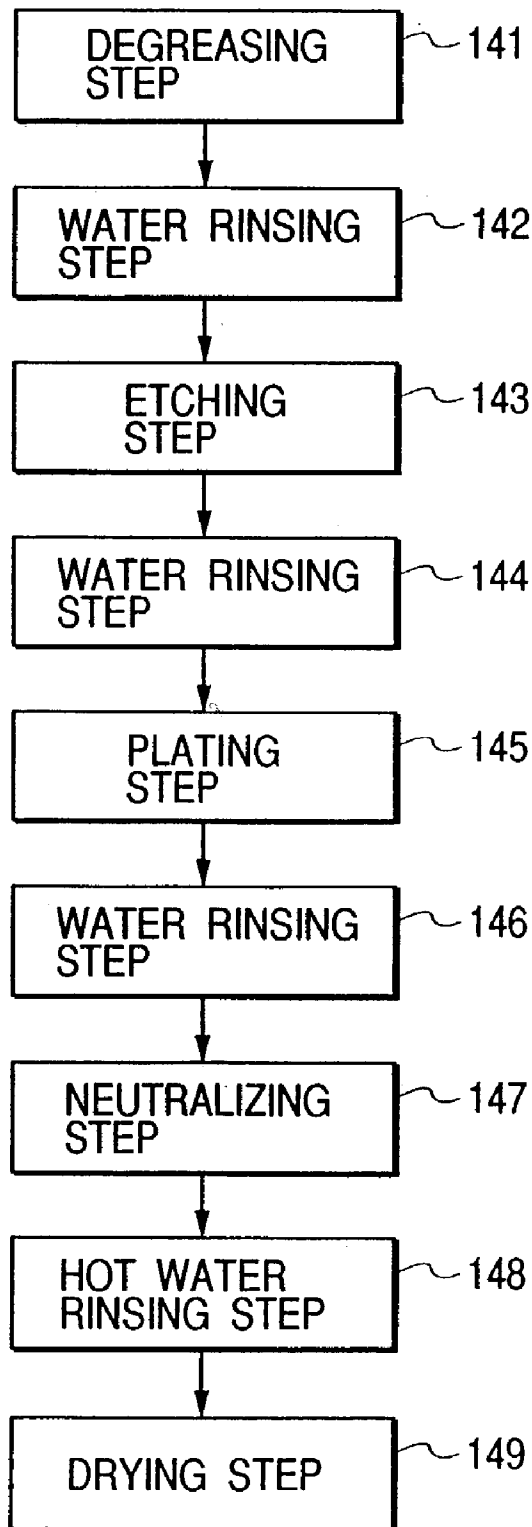 DEGREASING
STEP
141
WATER RINSING
STEP
142
ETCHING
STEP
143
WATER RINSING
STEP
144
PLATING
STEP
145
WATER RINSING
STEP
146
NEUTRALIZING
STEP
147
HOT WATER
RINSING STEP
148
DRYING STEP
149